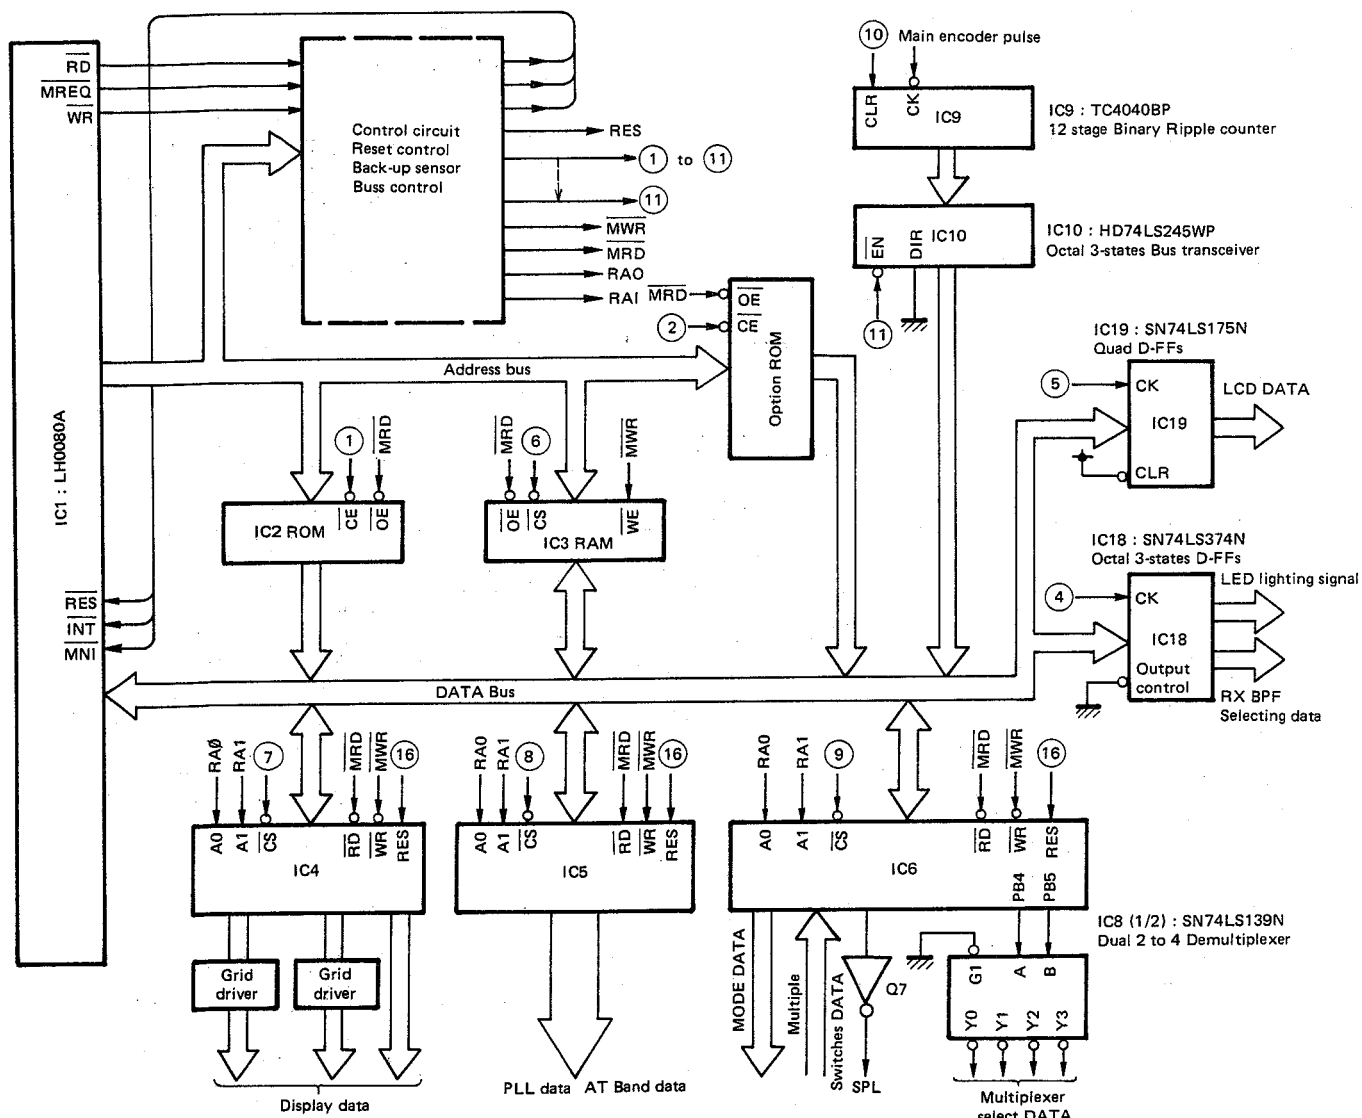 RD
MREQ
WR
IC1 : LH0080A
RES
INT
MNI
Control circuit
Reset control
Back-up sensor
Buss control
RES
1 to 11
11
MWR
MRD
RA0
RAI
10 Main encoder pulse
CLR
CK
IC9
IC9 : TC4040BP
12 stage Binary Ripple counter
EN
DIR
IC10
IC10 : HD74LS245WP
Octal 3-states Bus transceiver
11
MRD
OE
2
CE
Option ROM
Address bus
IC19 : SN74LS175N
Quad D-FFs
5
CK
IC19
CLR
LCD DATA
1
MRD
CE
OE
IC2 ROM
MRD
6
MWR
OE
CS
WE
IC3 RAM
IC18 : SN74LS374N
Octal 3-states D-FFs
LED lighting signal
4
CK
IC18
Output
control
RX BPF
Selecting data
DATA Bus
RAØ
RA1
7
MRD
MWR
16
A0
A1
CS
RD
WR
RES
IC4
Grid
driver
Grid
driver
Display data
RA0
RA1
8
MRD
MWR
16
A0
A1
CS
RD
WR
RES
IC5
PLL data AT Band data
RA0
RA1
9
MRD
MWR
16
A0
A1
CS
RD
WR
RES
IC6
PB4
PB5
MODE DATA
Multiple
Switches DATA
Q7
SPL
IC8 (1/2) : SN74LS139N
Dual 2 to 4 Demultiplexer
G1
A
B
Y0
Y1
Y2
Y3
Multiplexer
select DATA